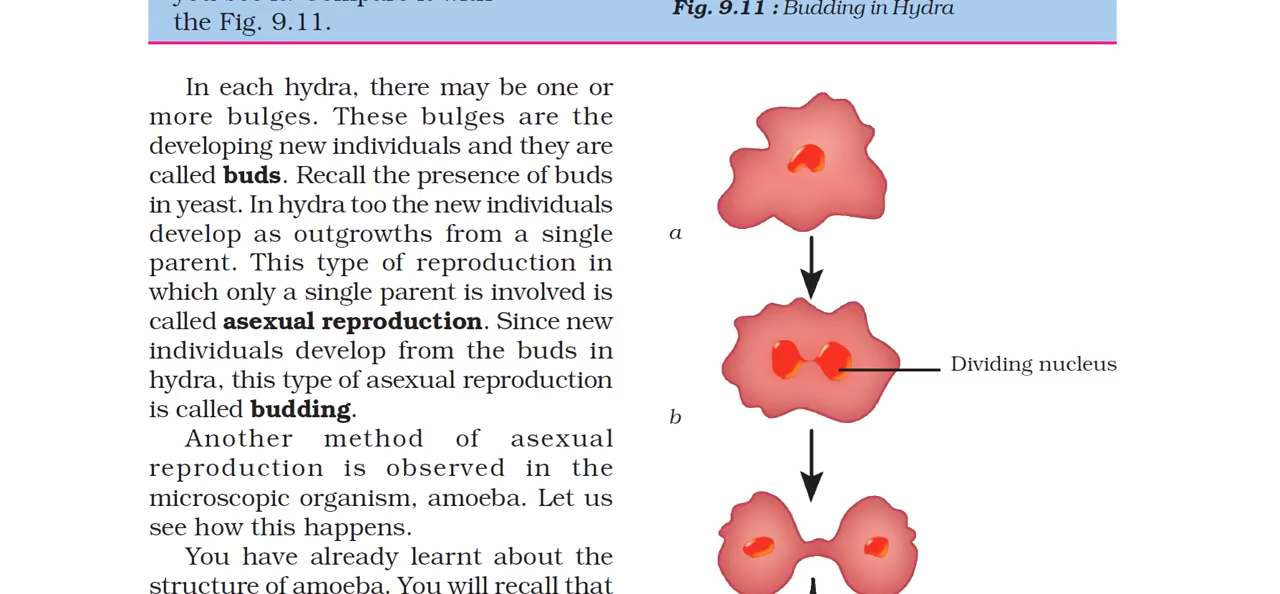 the Fig. 9.11.
Fig. 9.11 : Budding in Hydra
In each hydra, there may be one or
more bulges. These bulges are the
developing new individuals and they are
called buds. Recall the presence of buds
in yeast. In hydra too the new individuals
develop as outgrowths from a single
parent. This type of reproduction in
which only a single parent is involved is
called asexual reproduction. Since new
individuals develop from the buds in
hydra, this type of asexual reproduction
is called budding.
Another method of asexual
reproduction is observed in the
microscopic organism, amoeba. Let us
see how this happens.
You have already learnt about the
structure of amoeba. You will recall that
a
Dividing nucleus
b